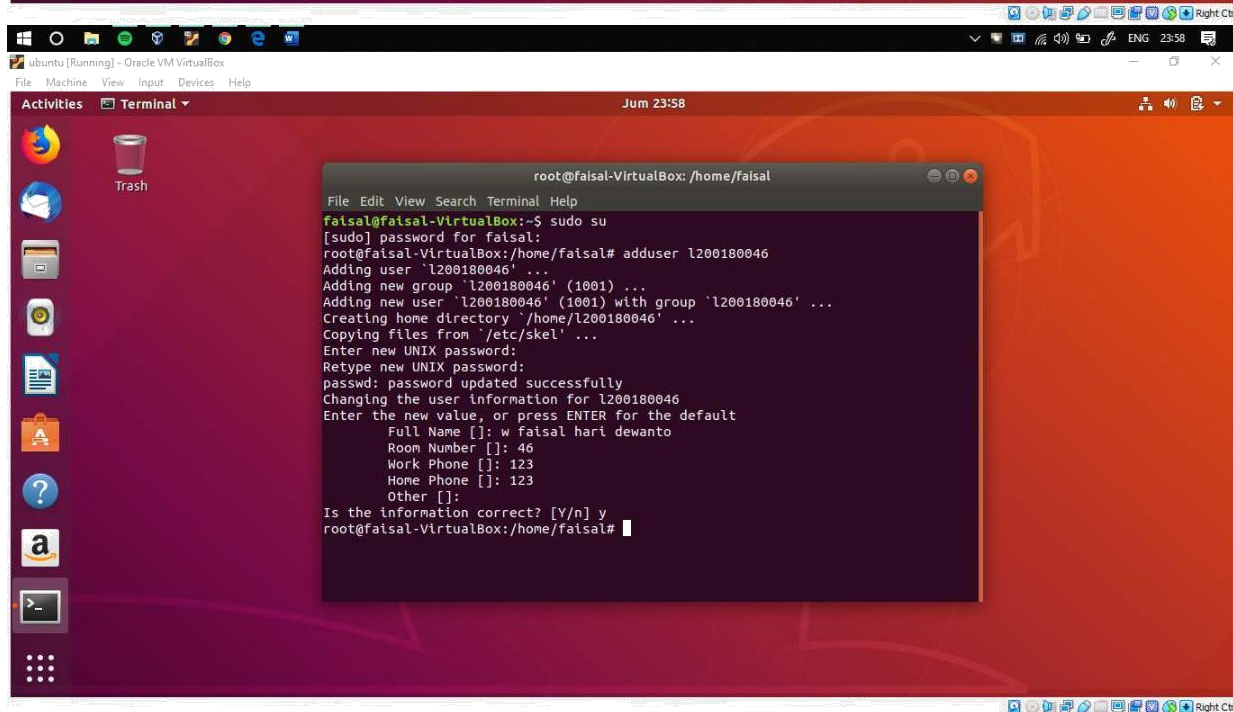 Right Ctr
ENG 23:58
ubuntu [Running] - Oracle VM VirtualBox
File Machine View Input Devices Help
Activities Terminal Jum 23:58
Trash
root@faisal-VirtualBox: /home/faisal
File Edit View Search Terminal Help
faisal@faisal-VirtualBox:~$ sudo su
[sudo] password for faisal:
root@faisal-VirtualBox:/home/faisal# adduser l200180046
Adding user `l200180046' ...
Adding new group `l200180046' (1001) ...
Adding new user `l200180046' (1001) with group `l200180046' ...
Creating home directory `/home/l200180046' ...
Copying files from `/etc/skel' ...
Enter new UNIX password:
Retype new UNIX password:
passwd: password updated successfully
Changing the user information for l200180046
Enter the new value, or press ENTER for the default
Full Name []: w faisal hari dewanto
Room Number []: 46
Work Phone []: 123
Home Phone []: 123
Other []:
Is the information correct? [Y/n] y
root@faisal-VirtualBox:/home/faisal#
Right Ctr